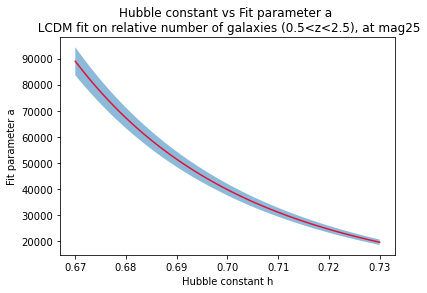 Hubble constant vs Fit parameter a
LCDM fit on relative number of galaxies (0.5<z<2.5), at mag25
Fit parameter a
90000
80000
70000
60000
50000
40000
30000
20000
0.67 0.68 0.69 0.70 0.71 0.72 0.73
Hubble constant h